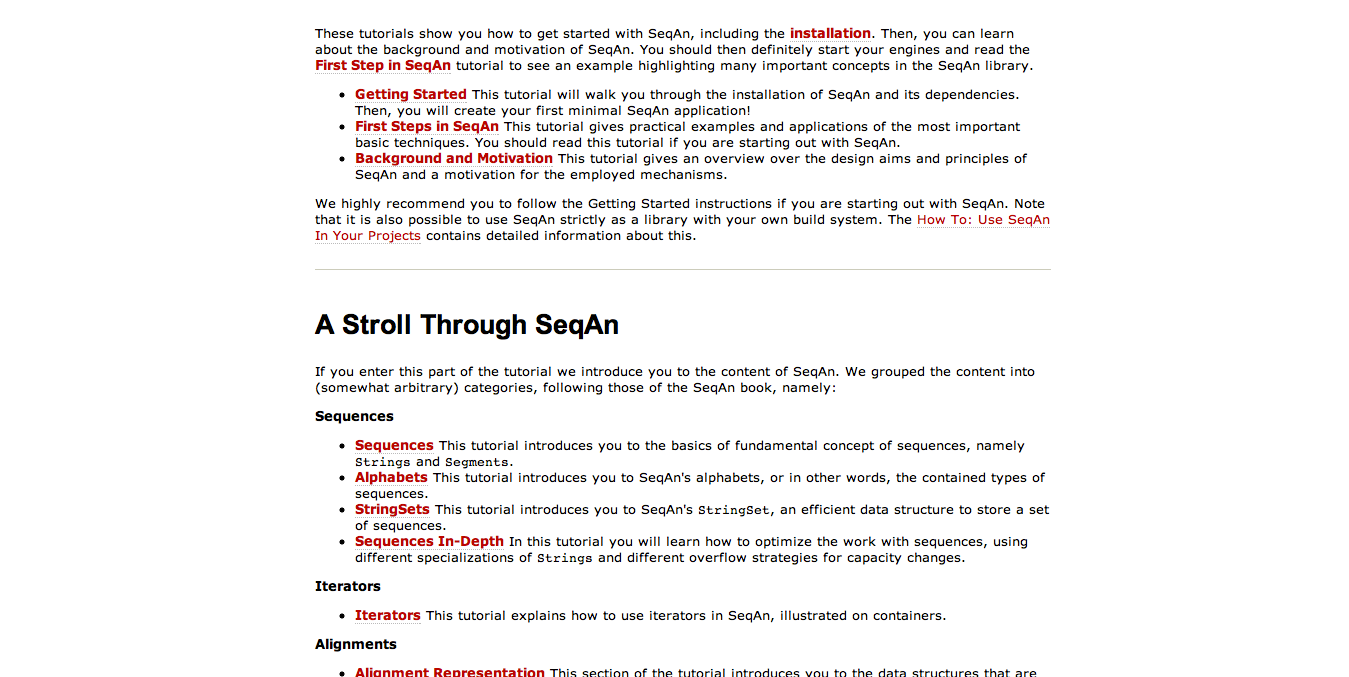 These tutorials show you how to get started with SeqAn, including the installation. Then, you can learn
about the background and motivation of SeqAn. You should then definitely start your engines and read the
First Step in SeqAn tutorial to see an example highlighting many important concepts in the SeqAn library.
• Getting Started This tutorial will walk you through the installation of SeqAn and its dependencies.
Then, you will create your first minimal SeqAn application!
• First Steps in SeqAn This tutorial gives practical examples and applications of the most important
basic techniques. You should read this tutorial if you are starting out with SeqAn.
• Background and Motivation This tutorial gives an overview over the design aims and principles of
SeqAn and a motivation for the employed mechanisms.
We highly recommend you to follow the Getting Started instructions if you are starting out with SeqAn. Note
that it is also possible to use SeqAn strictly as a library with your own build system. The How To: Use SeqAn
In Your Projects contains detailed information about this.
A Stroll Through SeqAn
If you enter this part of the tutorial we introduce you to the content of SeqAn. We grouped the content into
(somewhat arbitrary) categories, following those of the SeqAn book, namely:
Sequences
• Sequences This tutorial introduces you to the basics of fundamental concept of sequences, namely
Strings and Segments.
• Alphabets This tutorial introduces you to SeqAn's alphabets, or in other words, the contained types of
sequences.
• StringSets This tutorial introduces you to SeqAn's StringSet, an efficient data structure to store a set
of sequences.
• Sequences In-Depth In this tutorial you will learn how to optimize the work with sequences, using
different specializations of Strings and different overflow strategies for capacity changes.
Iterators
• Iterators This tutorial explains how to use iterators in SeqAn, illustrated on containers.
Alignments
• Alignment Representation This section of the tutorial introduces you to the data structures that are